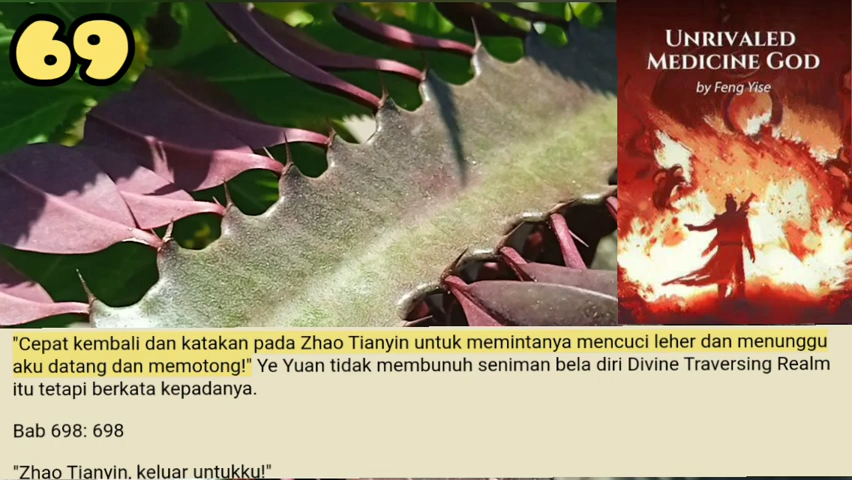 69
UNRIVALED
MEDICINE GOD
by Feng Yise
"Cepat kembali dan katakan pada Zhao Tianyin untuk memintanya mencuci leher dan menunggu
aku datang dan memotong!" Ye Yuan tidak membunuh seniman bela diri Divine Traversing Realm
itu tetapi berkata kepadanya.
Bab 698: 698
"Zhao Tianyin, keluar untukku!"